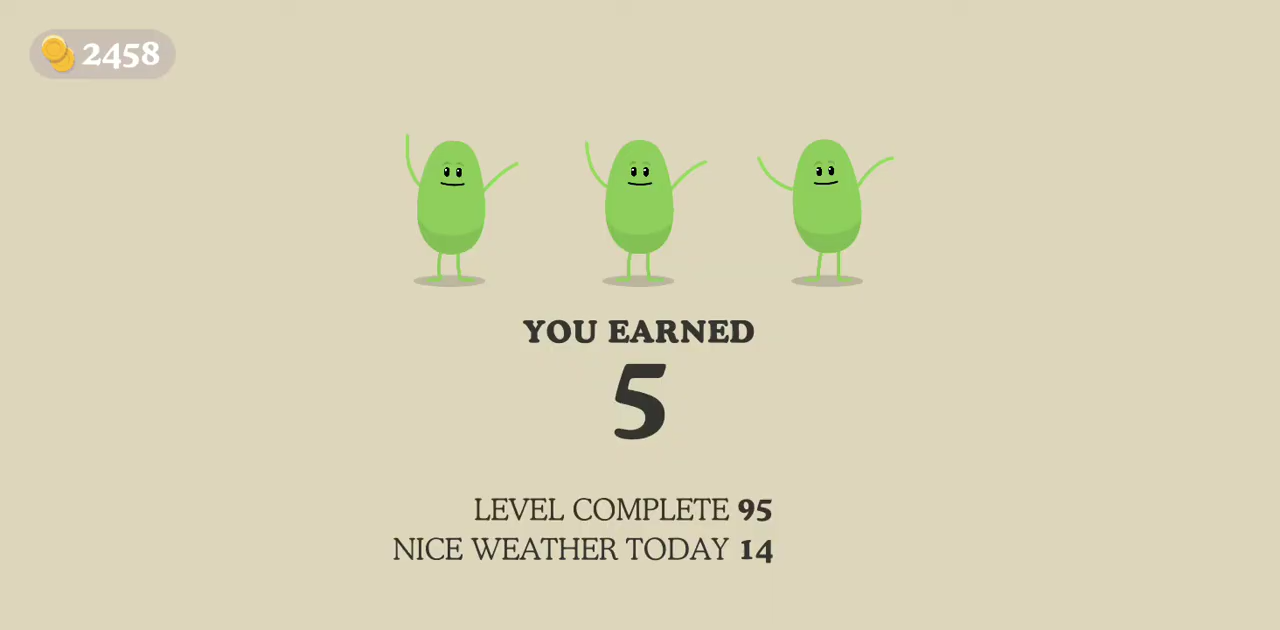 2458
YOU EARNED
5
LEVEL COMPLETE 95
NICE WEATHER TODAY 14